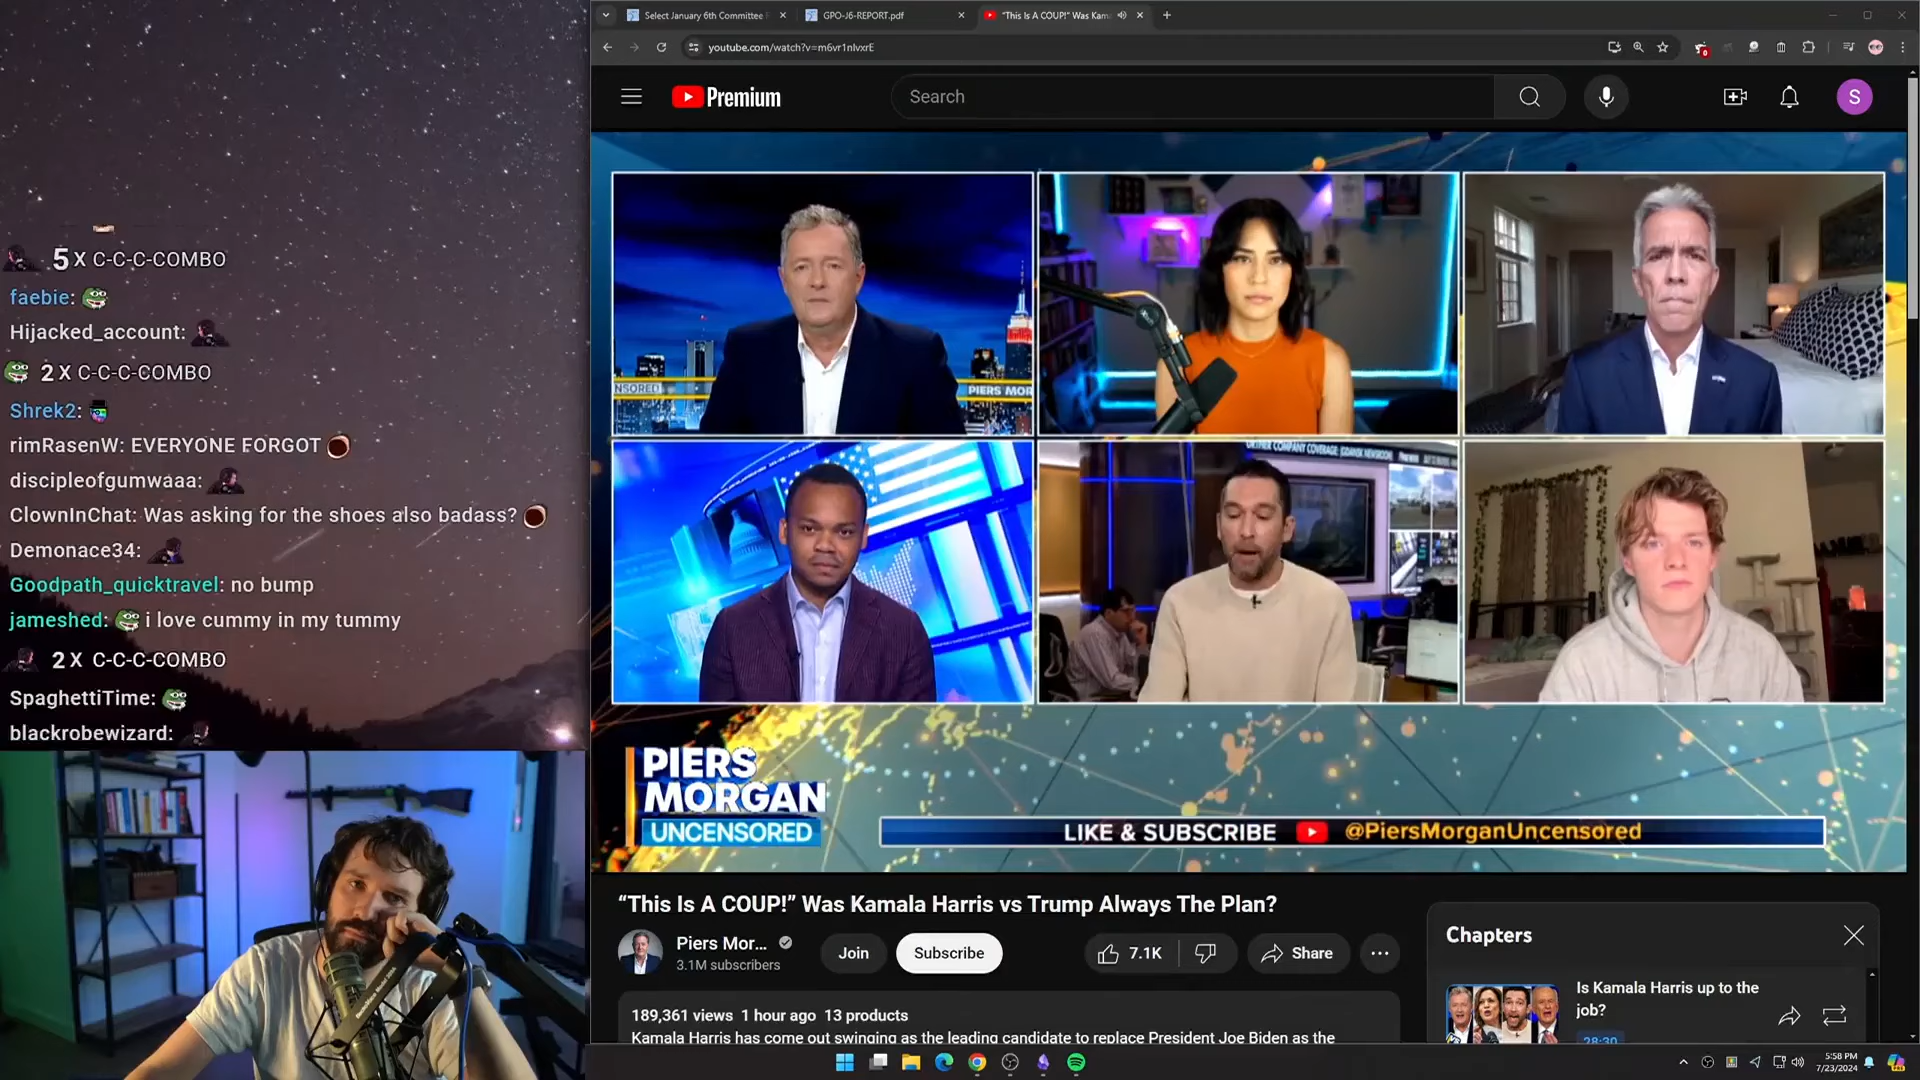 5 X C-C-C-COMBO
faebie:
Hijacked_account:
2 X C-C-C-COMBO
Shrek2:
rimRasenW: EVERYONE FORGOT
discipleofgumwaaa:
ClownInChat: Was asking for the shoes also badass?
Demonace34:
Goodpath_quicktravel: no bump
jameshed: i love cummy in my tummy
2 X C-C-C-COMBO
SpaghettiTime:
blackrobewizard:
Select January 6th Committee
GPO-J6-REPORT.pdf
"This Is A COUP!" Was Kam
youtube.com/watch?v=m6vr1nlvxrE
0
Premium
Search
S
NSORED
PIERS MOR
PIERS
MORGAN
UNCENSORED
LIKE & SUBSCRIBE @PiersMorganUncensored
“This Is A COUP!” Was Kamala Harris vs Trump Always The Plan?
Piers Mor...
3.1M subscribers
Join
Subscribe
7.1K
Share
189,361 views 1 hour ago 13 products
Kamala Harris has come out swinging as the leading candidate to replace President Joe Biden as the
Chapters
Is Kamala Harris up to the
job?
28:30
5:58 PM
7/23/2024